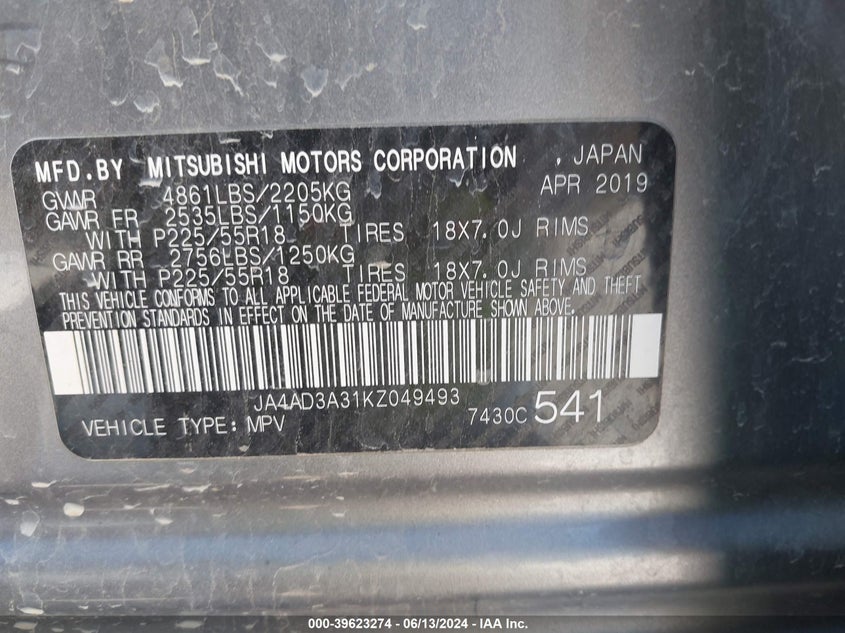 MFD.BY MITSUBISHI MOTORS CORPORATION , JAPAN
GVWR 4861LBS/2205KG APR 2019
GAWR FR 2535LBS/1150KG
WITH P225/55R18 TIRES 18X7.0J RIMS
GAWR RR 2756LBS/1250KG
WITH P225/55R18 TIRES 18X7.0J RIMS
THIS VEHICLE CONFORMS TO ALL APPLICABLE FEDERAL MOTOR VEHICLE SAFETY AND THEFT
PREVENTION STANDARDS IN EFFECT ON THE DATE OF MANUFACTURE SHOWN ABOVE.
JA4AD3A31KZ049493
VEHICLE TYPE: MPV 7430C 541
000-39623274 - 06/13/2024 - IAA Inc.